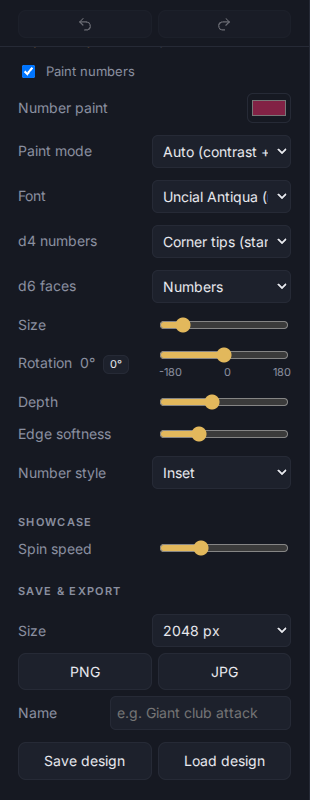 Paint numbers
Number paint
Paint mode Auto (contrast +
Font Uncial Antiqua (
d4 numbers Corner tips (star
d6 faces Numbers
Size
Rotation 0° 0°
-180 0 180
Depth
Edge softness
Number style Inset
SHOWCASE
Spin speed
SAVE & EXPORT
Size 2048 px
PNG JPG
Name e.g. Giant club attack
Save design Load design